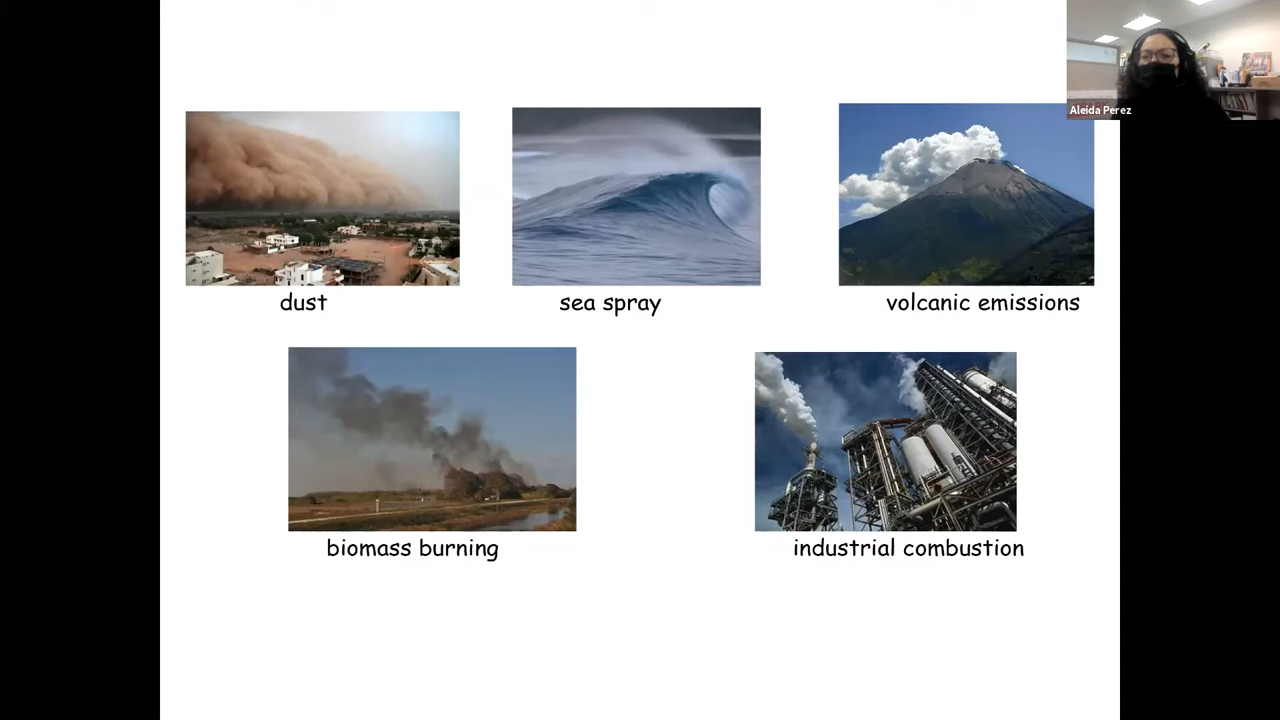 Aleida Perez
dust
sea spray
volcanic emissions
biomass burning
industrial combustion